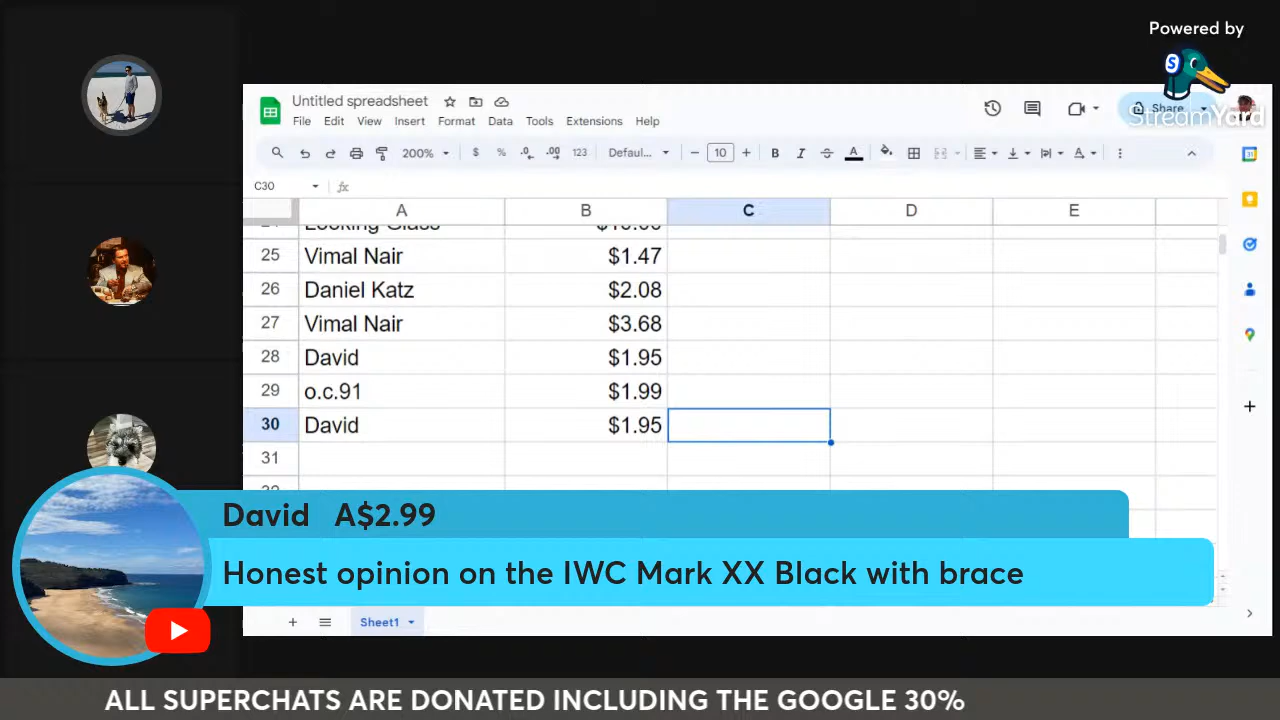 Powered by
StreamYard
Untitled spreadsheet
File Edit View Insert Format Data Tools Extensions Help
Share
200% $ % .0 .00 123 Defaul... 10 B I A
C30 fx
A B C D E
25 Vimal Nair $1.47
26 Daniel Katz $2.08
27 Vimal Nair $3.68
28 David $1.95
29 o.c.91 $1.99
30 David $1.95
31
David A$2.99
Honest opinion on the IWC Mark XX Black with brace
Sheet1
ALL SUPERCHATS ARE DONATED INCLUDING THE GOOGLE 30%